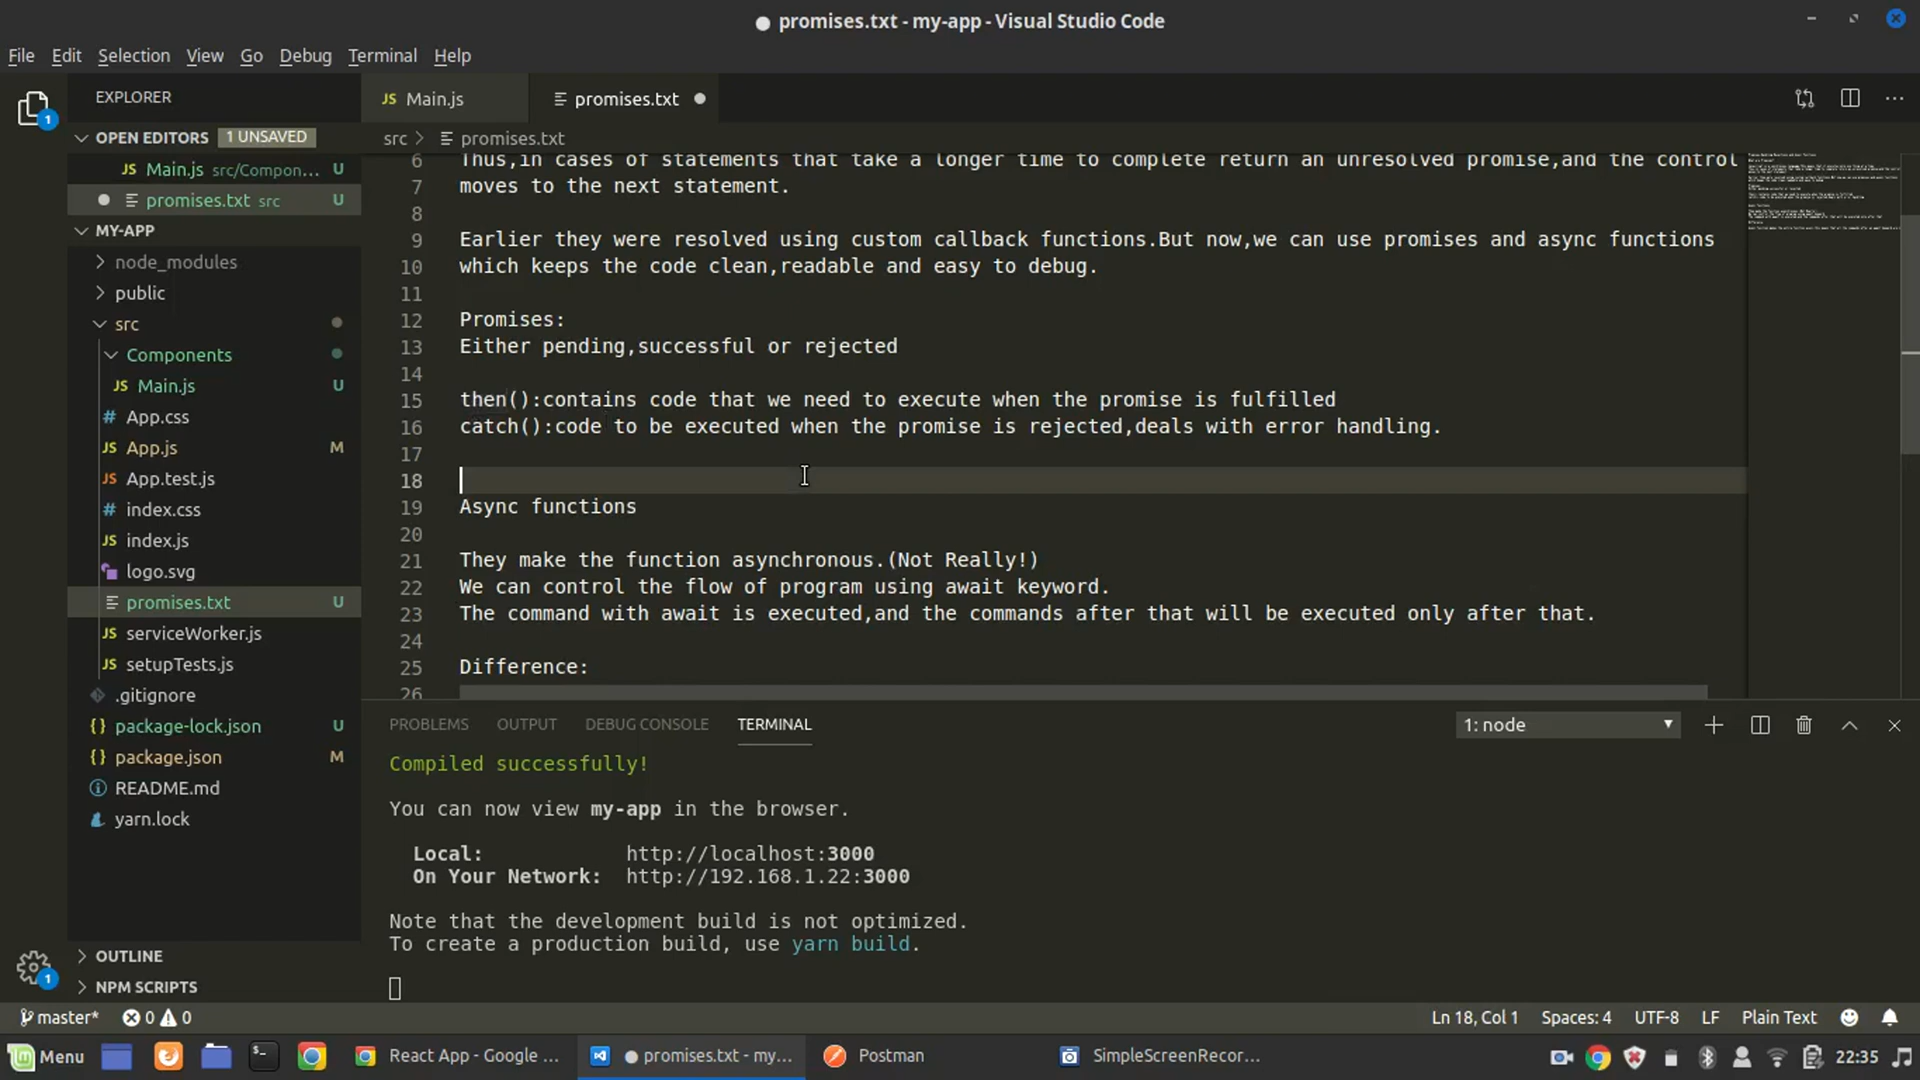 promises.txt - my-app - Visual Studio Code
File Edit Selection View Go Debug Terminal Help
EXPLORER
Main.js
promises.txt
OPEN EDITORS 1 UNSAVED
src > promises.txt
Main.js src/Compon... U
promises.txt src U
MY-APP
node_modules
public
src
Components
Main.js U
App.css
App.js M
App.test.js
index.css
index.js
logo.svg
promises.txt U
serviceWorker.js
setupTests.js
.gitignore
package-lock.json U
package.json M
README.md
yarn.lock
OUTLINE
NPM SCRIPTS
6 Thus,in cases of statements that take a longer time to complete return an unresolved promise,and the control
7 moves to the next statement.
8
9 Earlier they were resolved using custom callback functions.But now,we can use promises and async functions
10 which keeps the code clean,readable and easy to debug.
11
12 Promises:
13 Either pending,successful or rejected
14
15 then():contains code that we need to execute when the promise is fulfilled
16 catch():code to be executed when the promise is rejected,deals with error handling.
17
18
19 Async functions
20
21 They make the function asynchronous.(Not Really!)
22 We can control the flow of program using await keyword.
23 The command with await is executed,and the commands after that will be executed only after that.
24
25 Difference:
26
PROBLEMS OUTPUT DEBUG CONSOLE TERMINAL 1: node
Compiled successfully!
You can now view my-app in the browser.
Local: http://localhost:3000
On Your Network: http://192.168.1.22:3000
Note that the development build is not optimized.
To create a production build, use yarn build.
1
1
master* 0 0
Ln 18, Col 1 Spaces: 4 UTF-8 LF Plain Text
Menu
React App - Google ...
promises.txt - my...
Postman
SimpleScreenRecor...
22:35